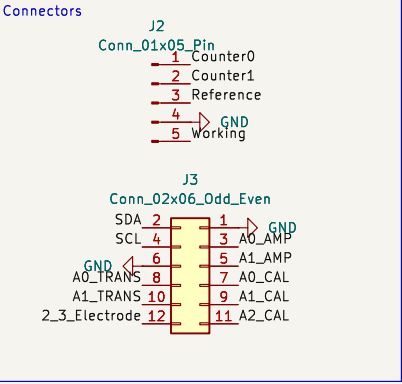 Connectors
J2
Conn_01x05_Pin
1 Counter0
2 Counter1
3 Reference
4 GND
5 Working
J3
Conn_02x06_Odd_Even
SDA 2 1 GND
SCL 4 3 A0_AMP
GND 6 5 A1_AMP
A0_TRANS 8 7 A0_CAL
A1_TRANS 10 9 A1_CAL
2_3_Electrode 12 11 A2_CAL